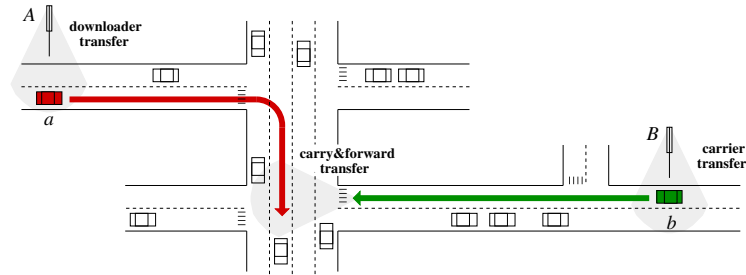 A
downloader
transfer
a
carry&forward
transfer
B
carrier
transfer
b